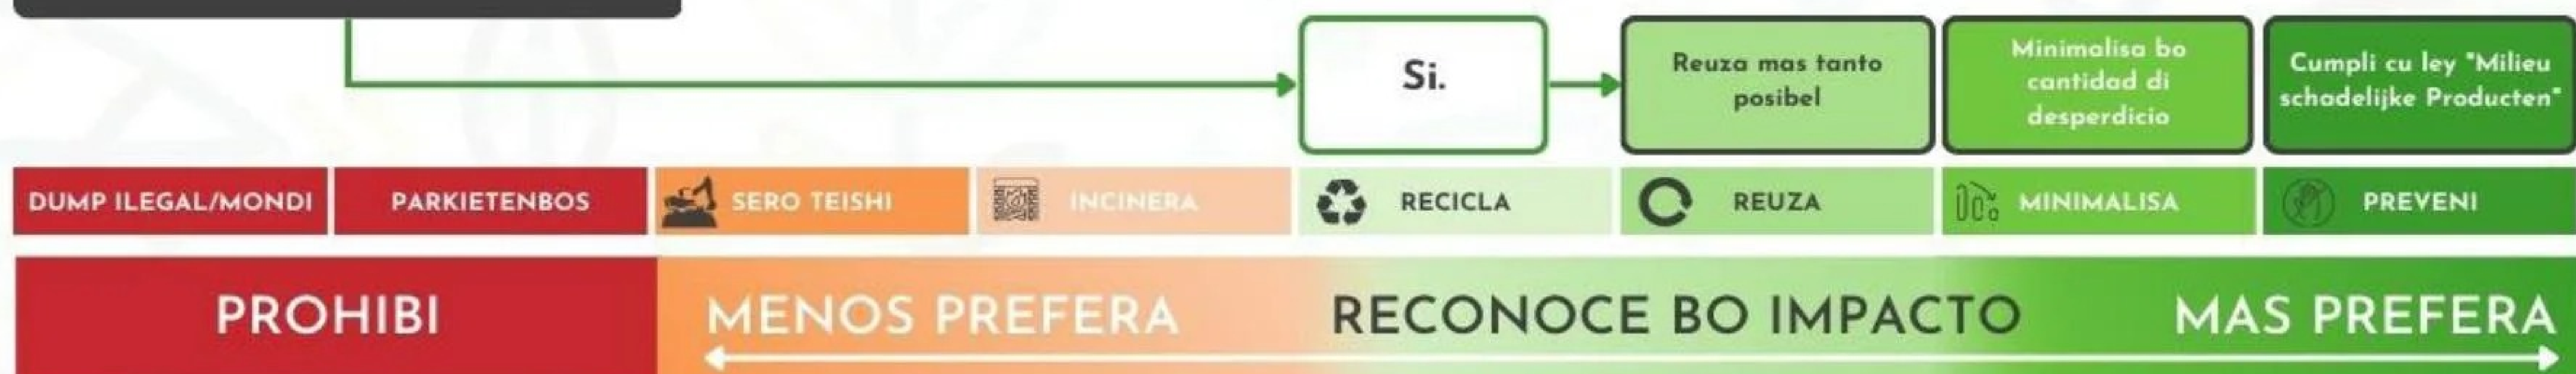 Si.
Reuza mas tanto
posibel
Minimalisa bo
cantidad di
desperdicio
Cumpli cu ley "Milieu
schadelijke Producten"
DUMP ILEGAL/MONDI
PARKIETENBOS
SERO TEISHI
INCINERA
RECICLA
REUZA
MINIMALISA
PREVENI
PROHIBI
MENOS PREFERA
RECONOCE BO IMPACTO
MAS PREFERA